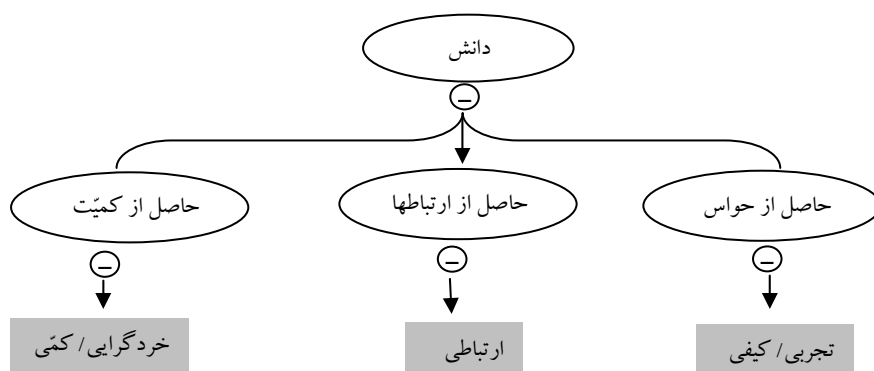 دانش
حاصل از حواس
حاصل از ارتباطها
حاصل از کمیّت
تجربی/ کیفی
ارتباطی
خردگرایی/ کمّی